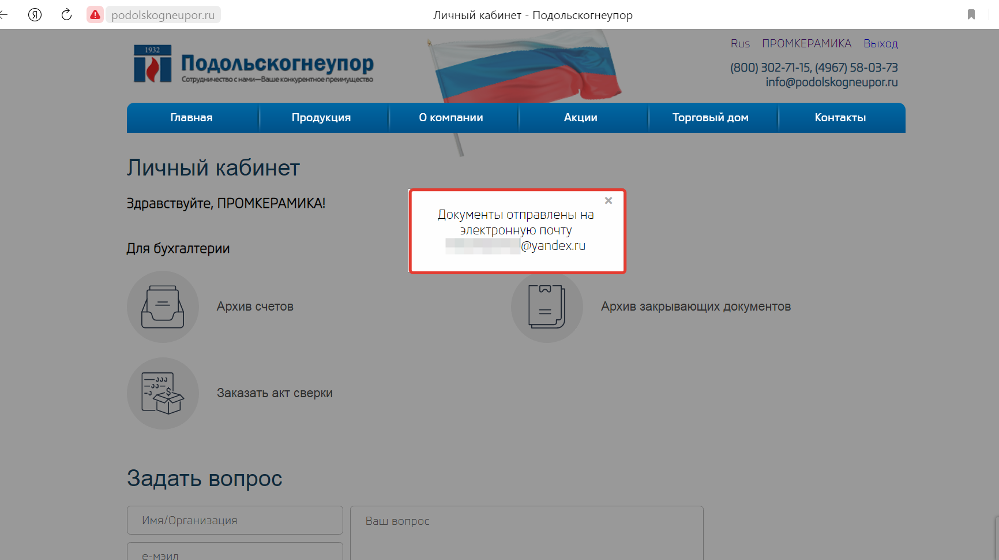 Я
podolskogneupor.ru
Личный кабинет - Подольскогнеупор
1932
Подольскогнеупор
Сотрудничество с нами—Ваше конкурентное преимущество
Rus ПРОМКЕРАМИКА Выход
(800) 302-71-15, (4967) 58-03-73
info@podolskogneupor.ru
Главная Продукция О компании Акции Торговый дом Контакты
Личный кабинет
Здравствуйте, ПРОМКЕРАМИКА!
Документы отправлены на
электронную почту
@yandex.ru
Для бухгалтерии
Архив счетов
Архив закрывающих документов
Заказать акт сверки
Задать вопрос
Имя/Организация
Ваш вопрос
е-мэил